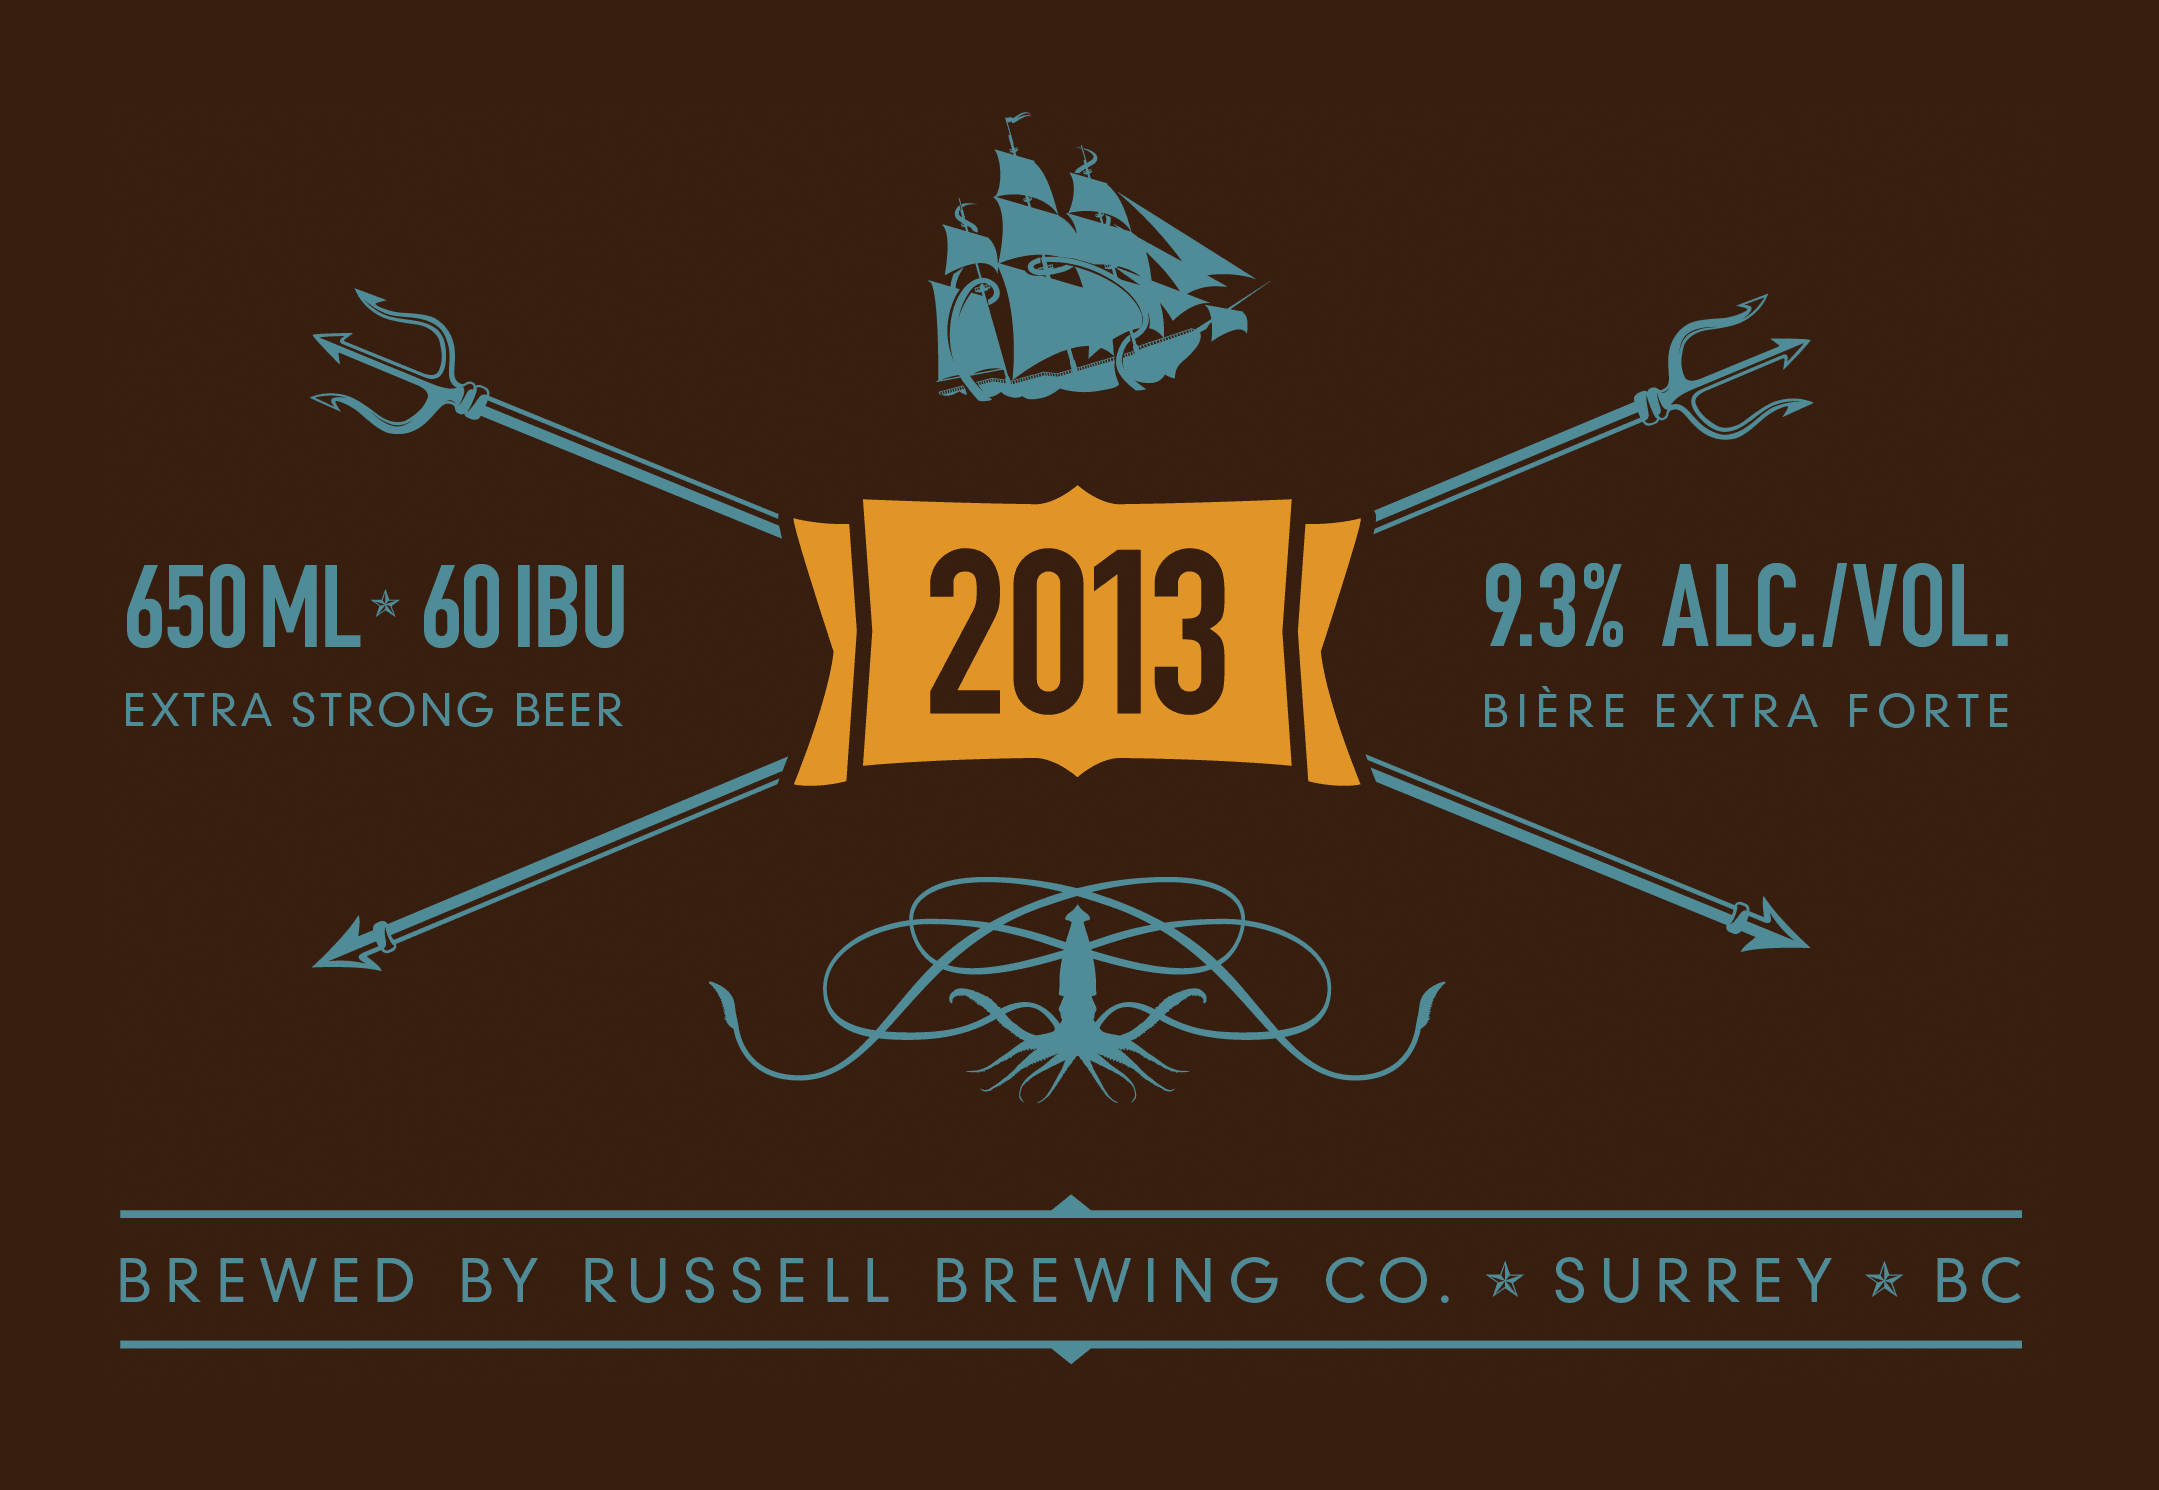 2013
650 ML ★ 60 IBU
EXTRA STRONG BEER
9.3% ALC./VOL.
BIÈRE EXTRA FORTE
BREWED BY RUSSELL BREWING CO. ★ SURREY ★ BC